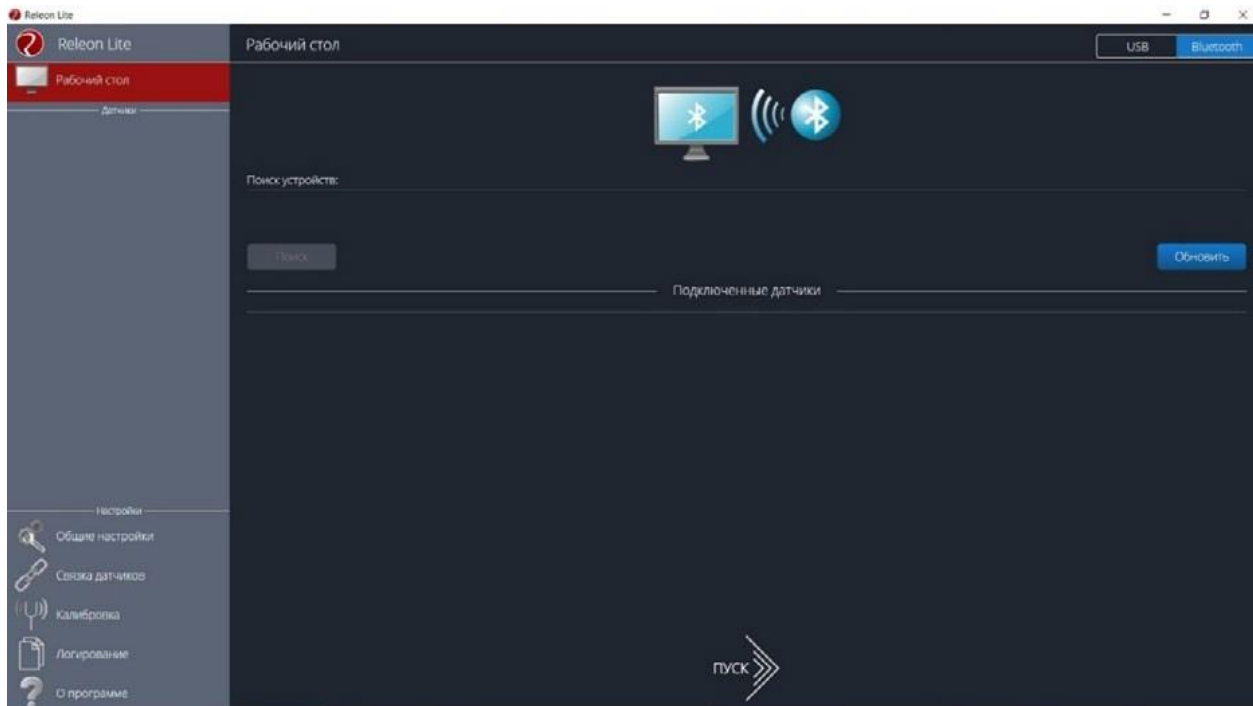 Releon Lite
Releon Lite
Рабочий стол
USB
Bluetooth
Рабочий стол
Датчики
Поиск устройств:
Поиск
Обновить
Подключенные датчики
Настройки
Общие настройки
Связка датчиков
Калибровка
Логирование
О программе
ПУСК